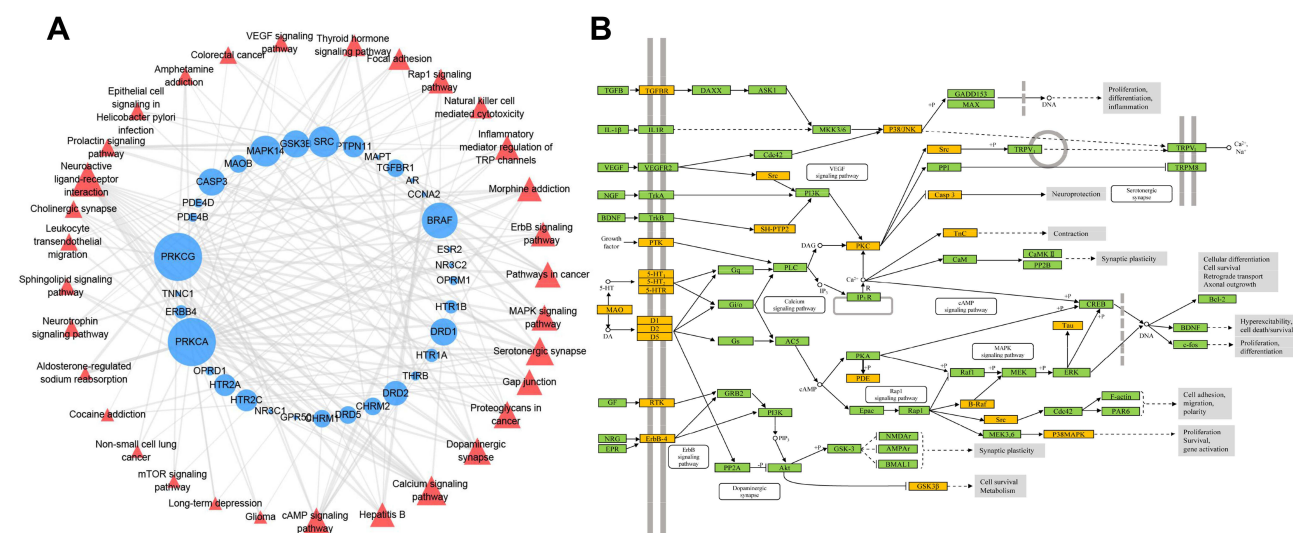 A
VEGF signaling
pathway
Thyroid hormone
signaling pathway
Colorectal cancer
Focal adhesion
Amphetamine
addiction
Rap1 signaling
pathway
Epithelial cell
signaling in
Helicobacter pylori
infection
Natural killer cell
mediated cytotoxicity
Prolactin signaling
pathway
Inflammatory
mediator regulation of
TRP channels
Neuroactive
ligand-receptor
interaction
Morphine addiction
Cholinergic synapse
Leukocyte
transendothelial
migration
ErbB signaling
pathway
Pathways in cancer
Sphingolipid signaling
pathway
MAPK signaling
pathway
Neurotrophin
signaling pathway
Serotonergic synapse
Gap junction
Aldosterone-regulated
sodium reabsorption
Proteoglycans in
cancer
Cocaine addiction
Dopaminergic
synapse
Non-small cell lung
cancer
Calcium signaling
pathway
mTOR signaling
pathway
Hepatitis B
Long-term depression
Glioma
cAMP signaling
pathway
MAPK14
GSK3B
SRC
PTPN11
MAPT
TGFBR1
AR
CCNA2
BRAF
ESR2
NR3C2
OPRM1
HTR1B
DRD1
HTR1A
THRB
DRD2
CHRM2
DRD5
CHRM1
GPR50
NR3C1
HTR2C
HTR2A
OPRD1
PRKCA
ERBB4
TNNC1
PRKCG
PDE4B
PDE4D
CASP3
MAOB
B
TGFB
TGFBR
DAXX
ASK1
GADD153
MAX
+P
DNA
Proliferation,
differentiation,
inflammation
IL-1β
IL1R
MKK3/6
P38/JNK
VEGF
VEGFR2
Cdc42
VEGF
signaling pathway
Src
+P
TRPV1
TRPV1
Ca2+,
Na+
PP1
TRPM8
NGF
TrkA
Src
PI3K
Casp 3
Neuroprotection
Serotonergic
synapse
BDNF
TrkB
SH-PTP2
Growth
factor
PTK
DAG
PKC
TnC
Contraction
CaM
CaMK II
PP2B
Synaptic plasticity
Cellular differentiation
Cell survival
Retrograde transport
Axonal outgrowth
5-HT
Gq
PLC
IP3
Ca2+
R
IP3R
5-HTR
Gi/o
Calcium
signaling pathway
cAMP
signaling pathway
+P
CREB
Bcl-2
MAO
DA
D1
D2
D5
Gs
AC5
Tau
+P
DNA
BDNF
Hyperexcitability,
cell death/survival
c-fos
Proliferation,
differentiation
MAPK
signaling pathway
PKA
+P
PDE
Raf1
+P
MEK
+P
ERK
cAMP
Rap1
signaling pathway
B-Raf
GF
RTK
GRB2
PI3K
Epac
Rap1
Src
Cdc42
F-actin
PAR6
Cell adhesion,
migration,
polarity
NRG
EPR
ErbB-4
PIP3
MEK3,6
P38MAPK
Proliferation
Survival,
gene activation
ErbB
signaling
pathway
+P
GSK-3
NMDAr
AMPAr
BMAL1
Synaptic plasticity
PP2A
-P
Akt
Dopaminergic
synapse
GSK3β
Cell survival
Metabolism